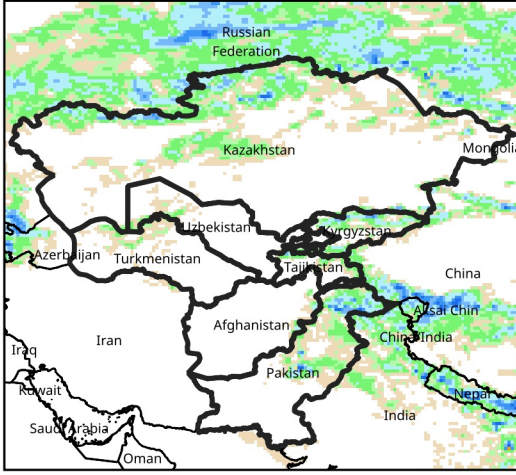 Russian
Federation
Kazakhstan
Mongolia
Uzbekistan
Kyrgyzstan
Azerbaijan
Turkmenistan
Tajikistan
China
Aksai Chin
Afghanistan
China/India
Iran
Iraq
Pakistan
Kuwait
Nepal
India
Saudi Arabia
Oman